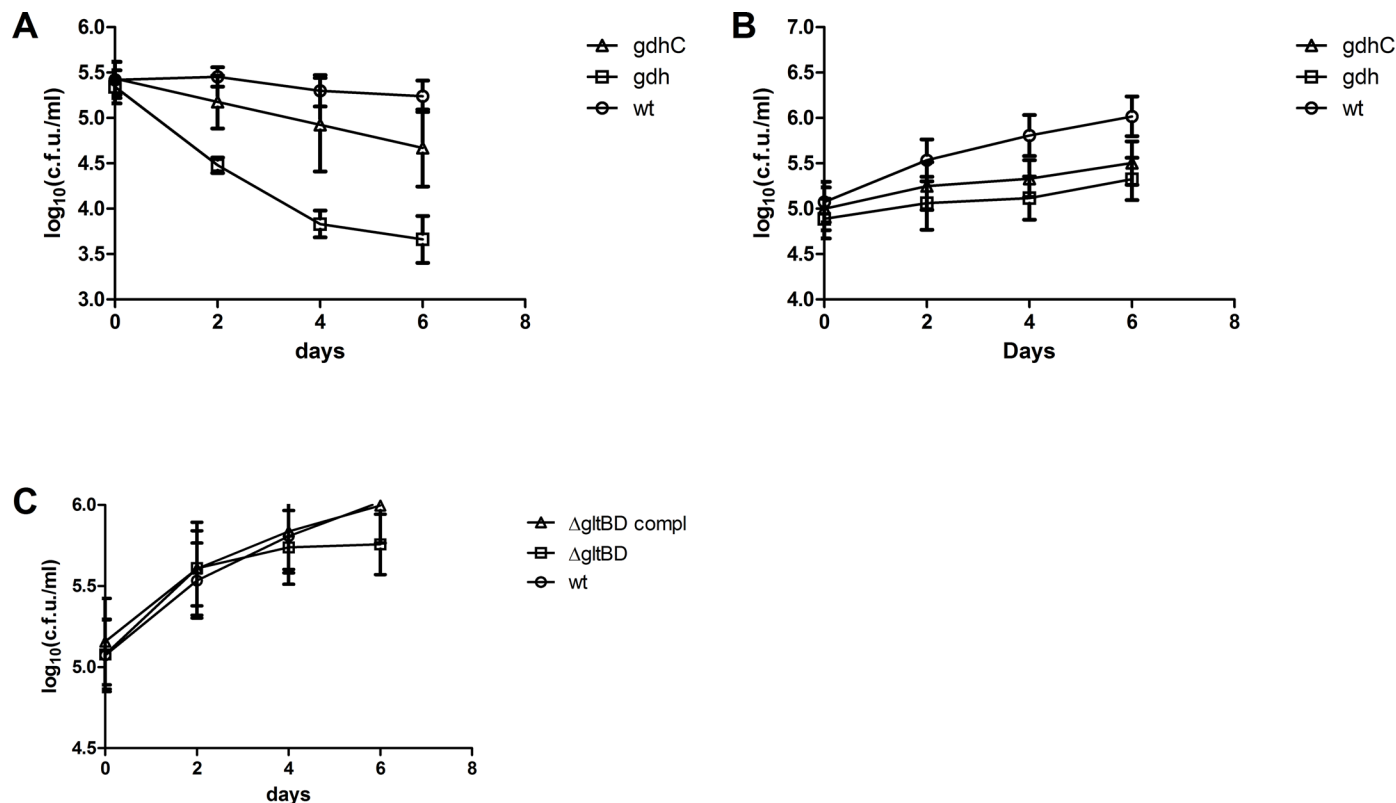 A
6.0
5.5
5.0
4.5
4.0
3.5
3.0
log10(c.f.u./ml)
0 2 4 6 8
days
gdhC
gdh
wt
B
7.0
6.5
6.0
5.5
5.0
4.5
4.0
log10(c.f.u./ml)
0 2 4 6 8
Days
gdhC
gdh
wt
C
6.0
5.5
5.0
4.5
log10(c.f.u./ml)
0 2 4 6 8
days
ΔgltBD compl
ΔgltBD
wt